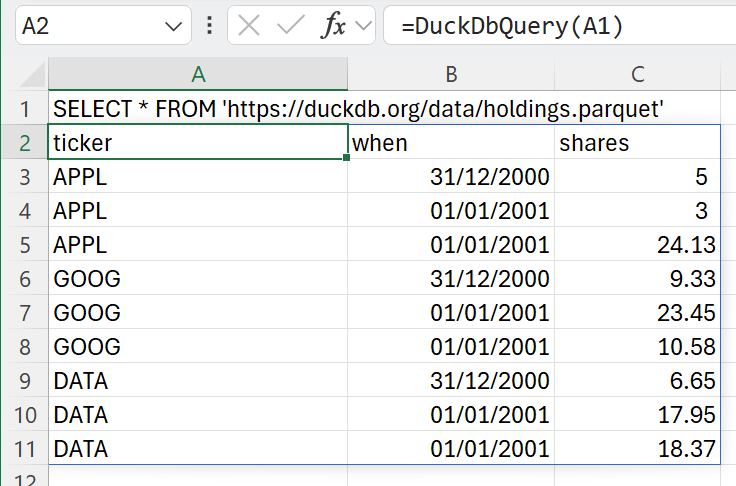 A2 fx =DuckDbQuery(A1)
A B C
1 SELECT * FROM 'https://duckdb.org/data/holdings.parquet'
2 ticker when shares
3 APPL 31/12/2000 5
4 APPL 01/01/2001 3
5 APPL 01/01/2001 24.13
6 GOOG 31/12/2000 9.33
7 GOOG 01/01/2001 23.45
8 GOOG 01/01/2001 10.58
9 DATA 31/12/2000 6.65
10 DATA 01/01/2001 17.95
11 DATA 01/01/2001 18.37
12